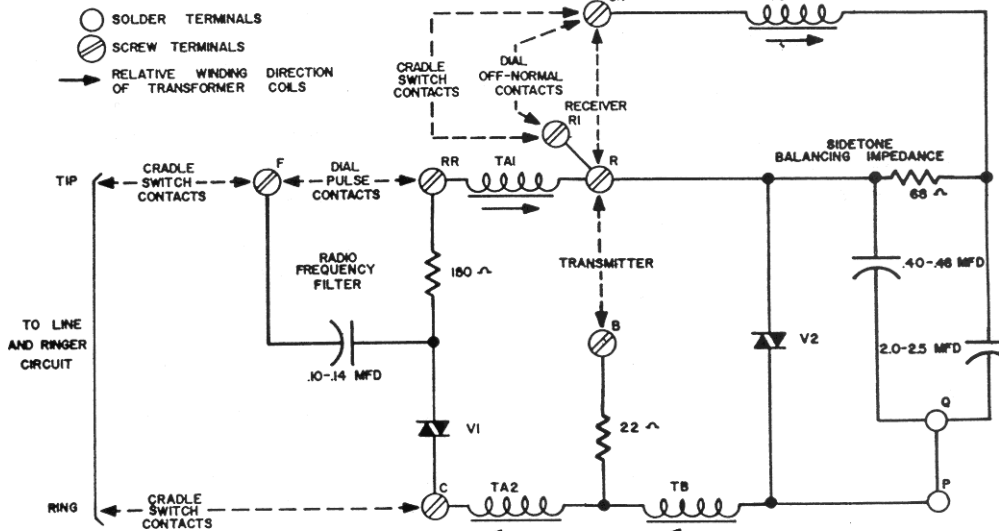 SOLDER TERMINALS
SCREW TERMINALS
RELATIVE WINDING DIRECTION
OF TRANSFORMER COILS
CRADLE
SWITCH
CONTACTS
DIAL
OFF-NORMAL
CONTACTS
RECEIVER
R1
TIP
CRADLE
SWITCH
CONTACTS
F
DIAL
PULSE
CONTACTS
RR
TA1
R
SIDETONE
BALANCING IMPEDANCE
68 Ω
RADIO
FREQUENCY
FILTER
180 Ω
TRANSMITTER
.40-.48 MFD
TO LINE
AND RINGER
CIRCUIT
.10-.14 MFD
B
V2
2.0-2.5 MFD
V1
22 Ω
Q
RING
CRADLE
SWITCH
CONTACTS
C
TA2
TB
P